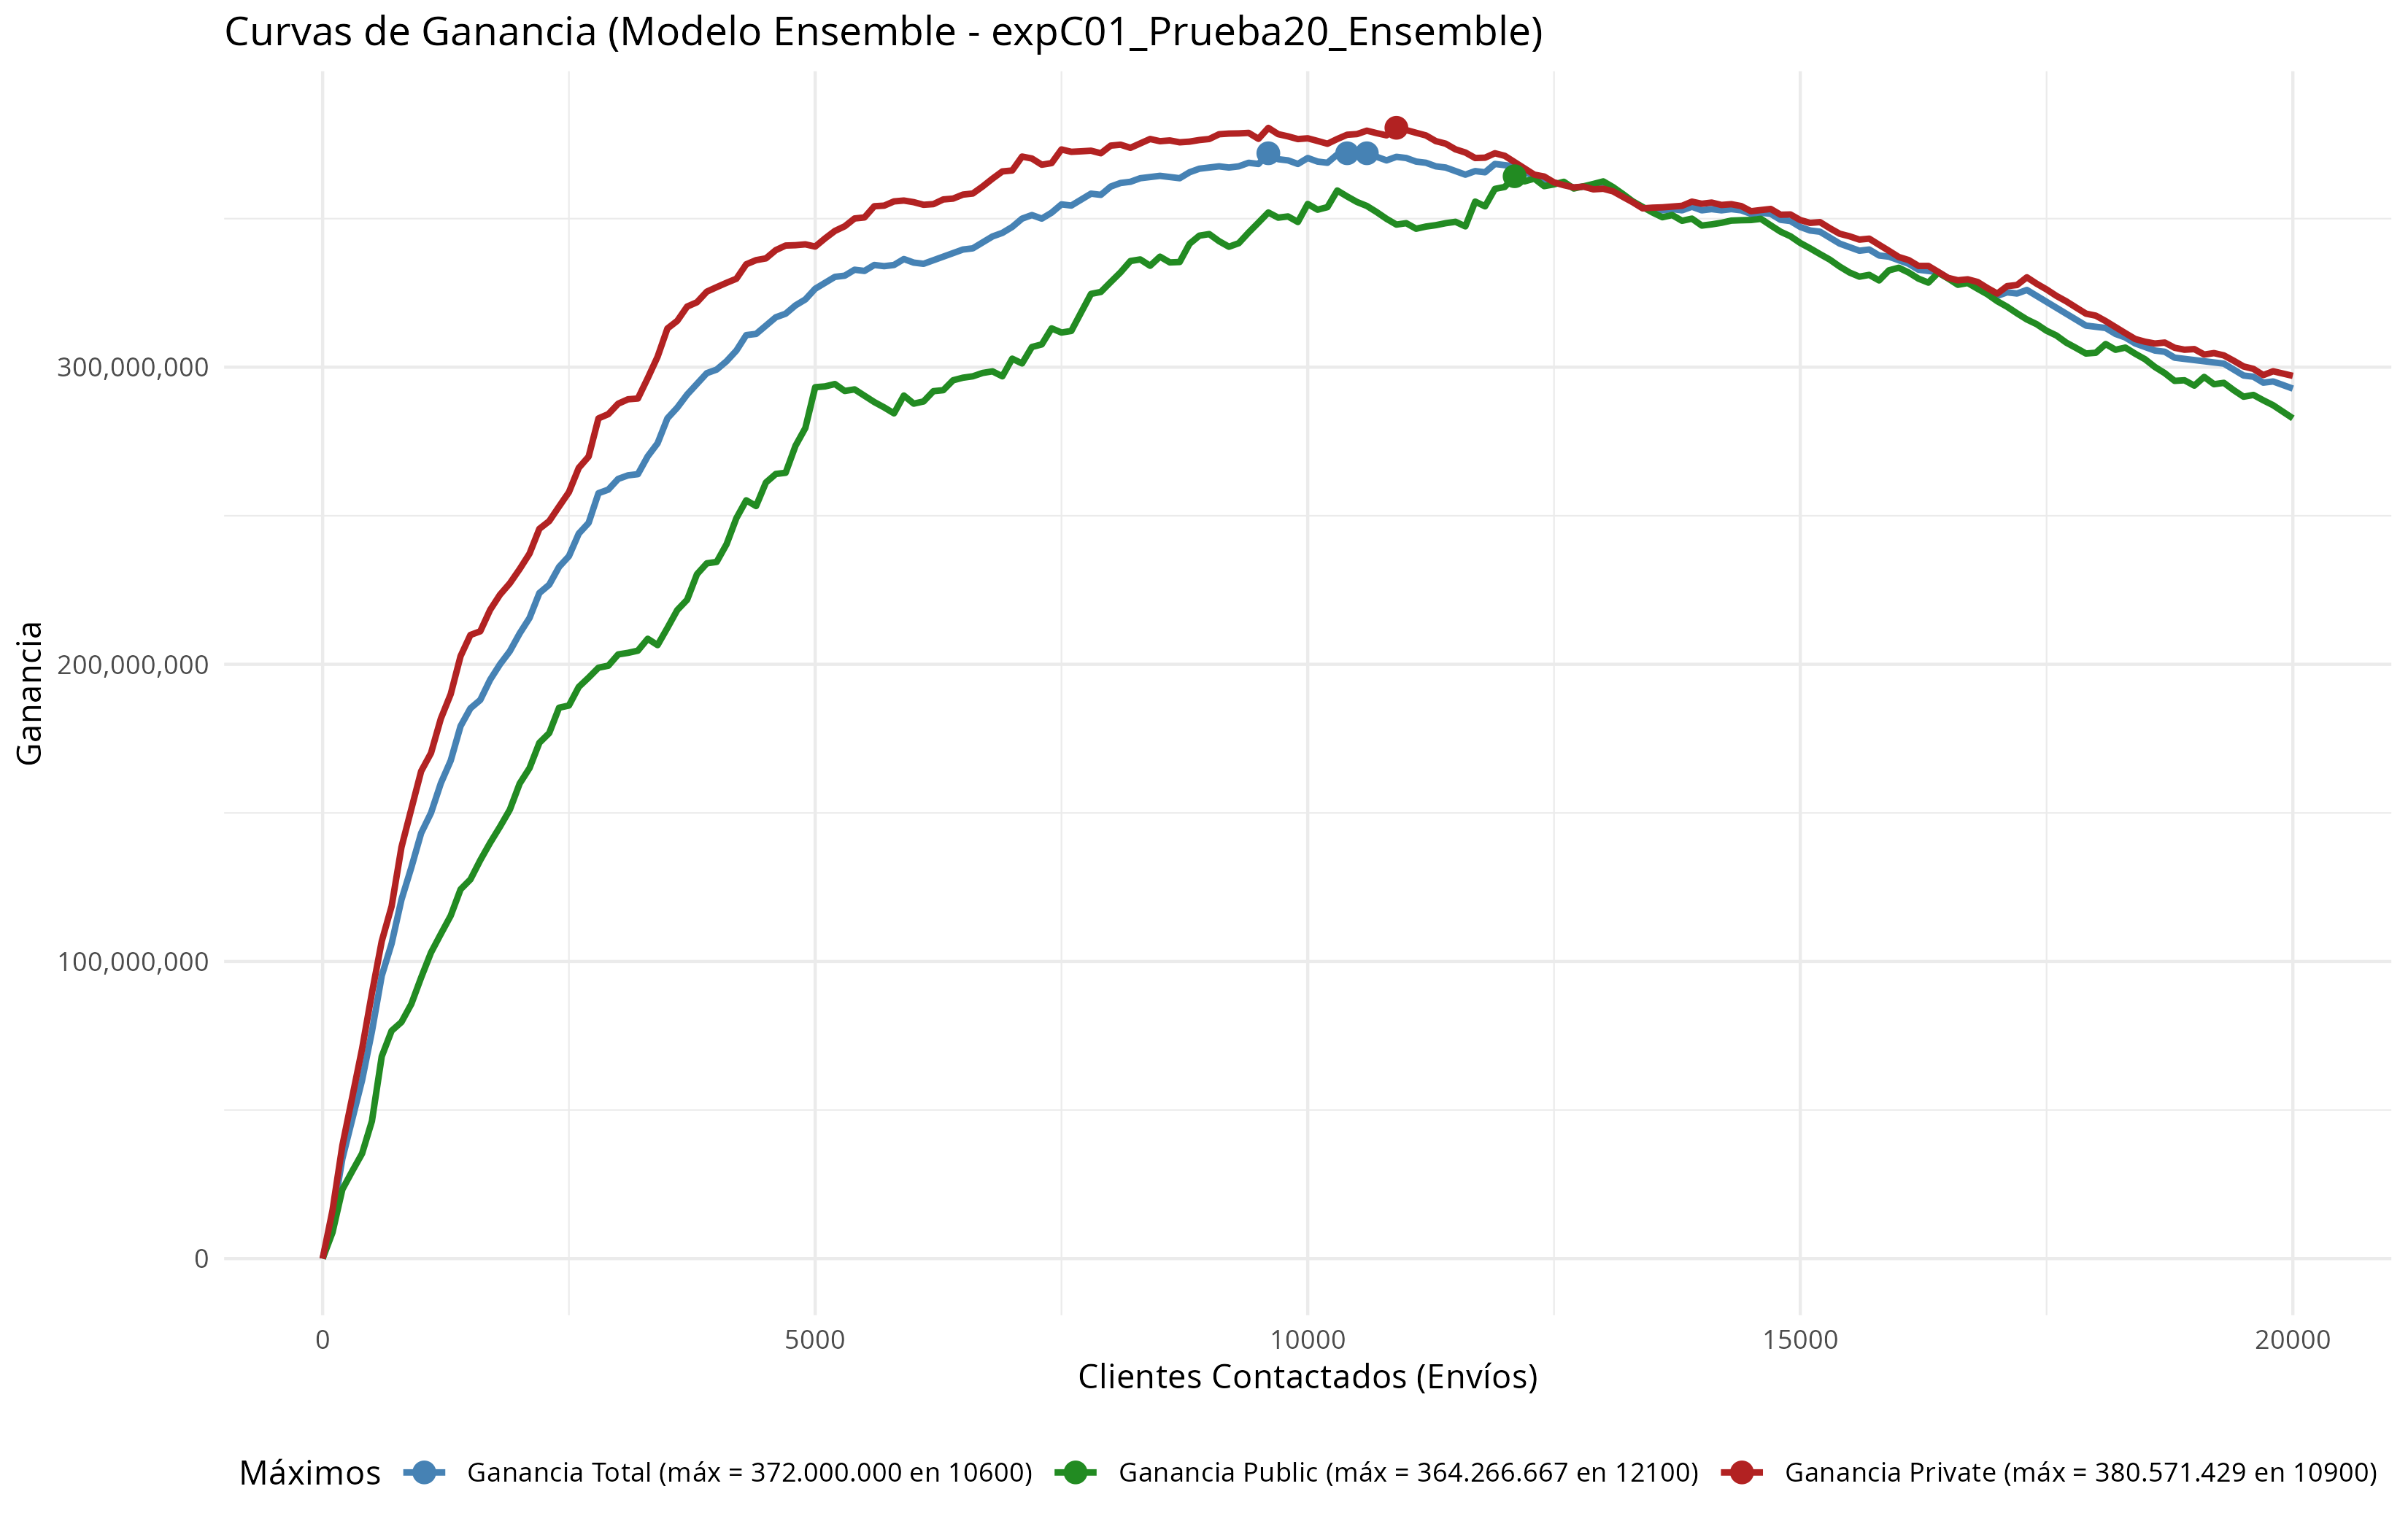 Curvas de Ganancia (Modelo Ensemble - expC01_Prueba20_Ensemble)
Ganancia
300,000,000
200,000,000
100,000,000
0
0 5000 10000 15000 20000
Clientes Contactados (Envíos)
Máximos Ganancia Total (máx = 372.000.000 en 10600) Ganancia Public (máx = 364.266.667 en 12100) Ganancia Private (máx = 380.571.429 en 10900)